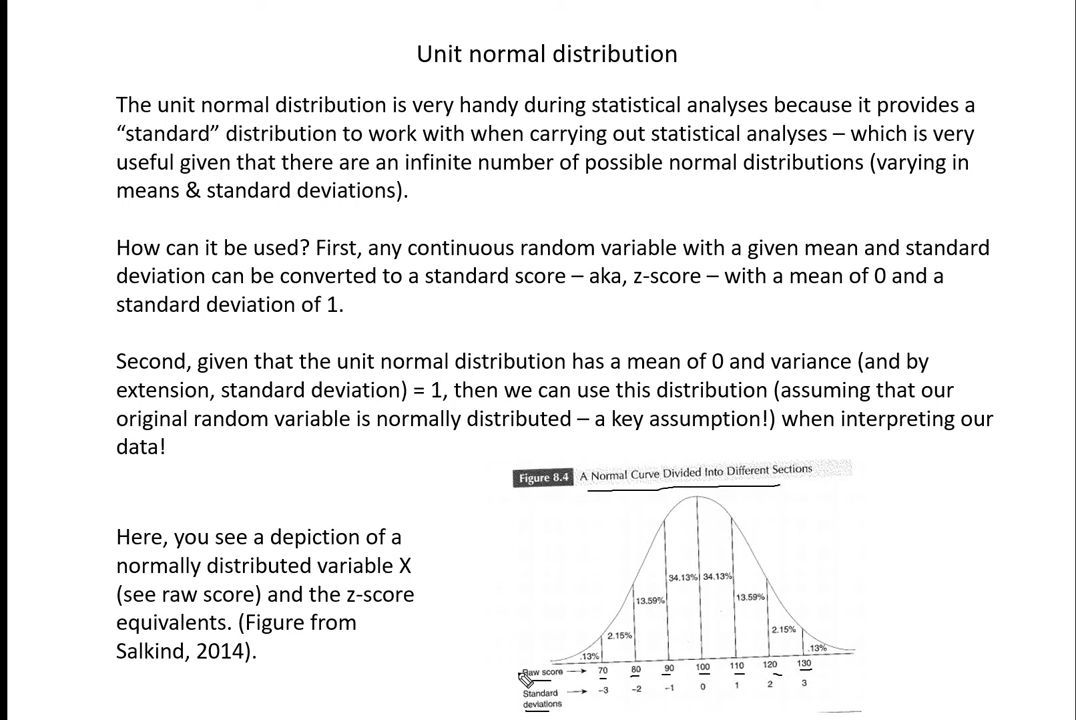 Unit normal distribution
The unit normal distribution is very handy during statistical analyses because it provides a
“standard” distribution to work with when carrying out statistical analyses – which is very
useful given that there are an infinite number of possible normal distributions (varying in
means & standard deviations).
How can it be used? First, any continuous random variable with a given mean and standard
deviation can be converted to a standard score – aka, z-score – with a mean of 0 and a
standard deviation of 1.
Second, given that the unit normal distribution has a mean of 0 and variance (and by
extension, standard deviation) = 1, then we can use this distribution (assuming that our
original random variable is normally distributed – a key assumption!) when interpreting our
data!
Here, you see a depiction of a
normally distributed variable X
(see raw score) and the z-score
equivalents. (Figure from
Salkind, 2014).
Figure 8.4 A Normal Curve Divided Into Different Sections
34.13% 34.13%
13.59% 13.59%
2.15% 2.15%
.13% .13%
Raw score 70 80 90 100 110 120 130
Standard -3 -2 -1 0 1 2 3
deviations